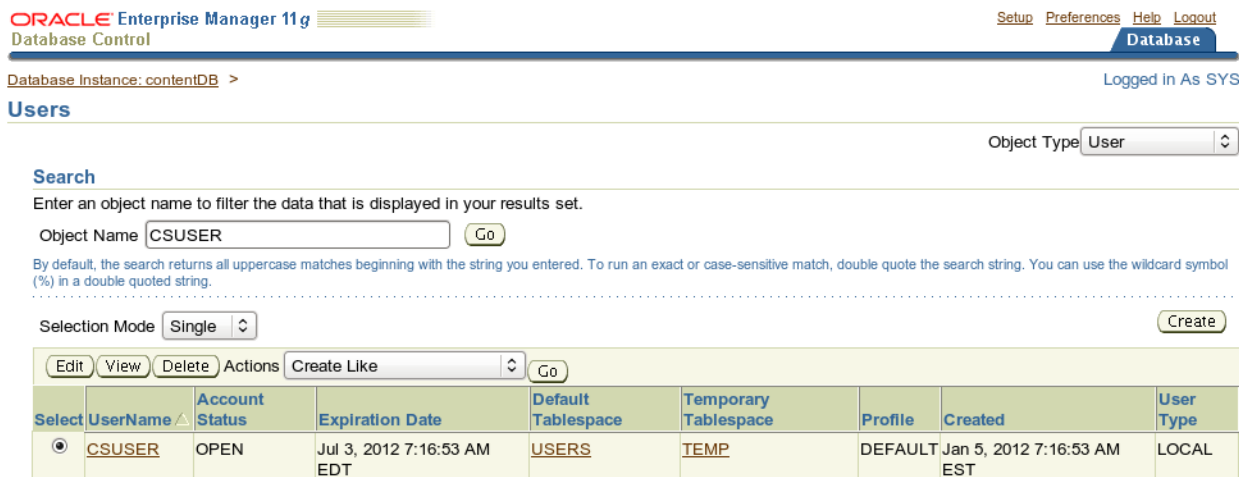 ORACLE Enterprise Manager 11g
Database Control
Setup Preferences Help Logout
Database
Database Instance: contentDB >
Logged in As SYS
Users
Object Type User
Search
Enter an object name to filter the data that is displayed in your results set.
Object Name CSUSER Go
By default, the search returns all uppercase matches beginning with the string you entered. To run an exact or case-sensitive match, double quote the search string. You can use the wildcard symbol
(%) in a double quoted string.
Selection Mode Single
Create
Edit View Delete Actions Create Like Go
Select UserName Account Status Expiration Date Default Tablespace Temporary Tablespace Profile Created User Type
CSUSER OPEN Jul 3, 2012 7:16:53 AM EDT USERS TEMP DEFAULT Jan 5, 2012 7:16:53 AM EST LOCAL